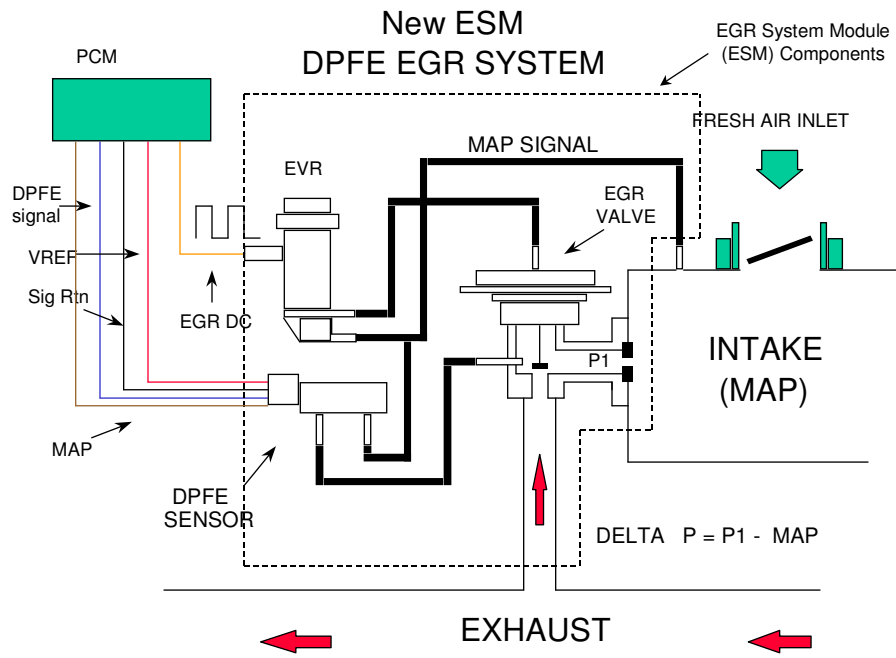 New ESM
DPFE EGR SYSTEM
EGR System Module
(ESM) Components
PCM
FRESH AIR INLET
MAP SIGNAL
EVR
EGR
VALVE
DPFE
signal
VREF
Sig Rtn
EGR DC
P1
INTAKE
(MAP)
MAP
DPFE
SENSOR
DELTA P = P1 - MAP
EXHAUST